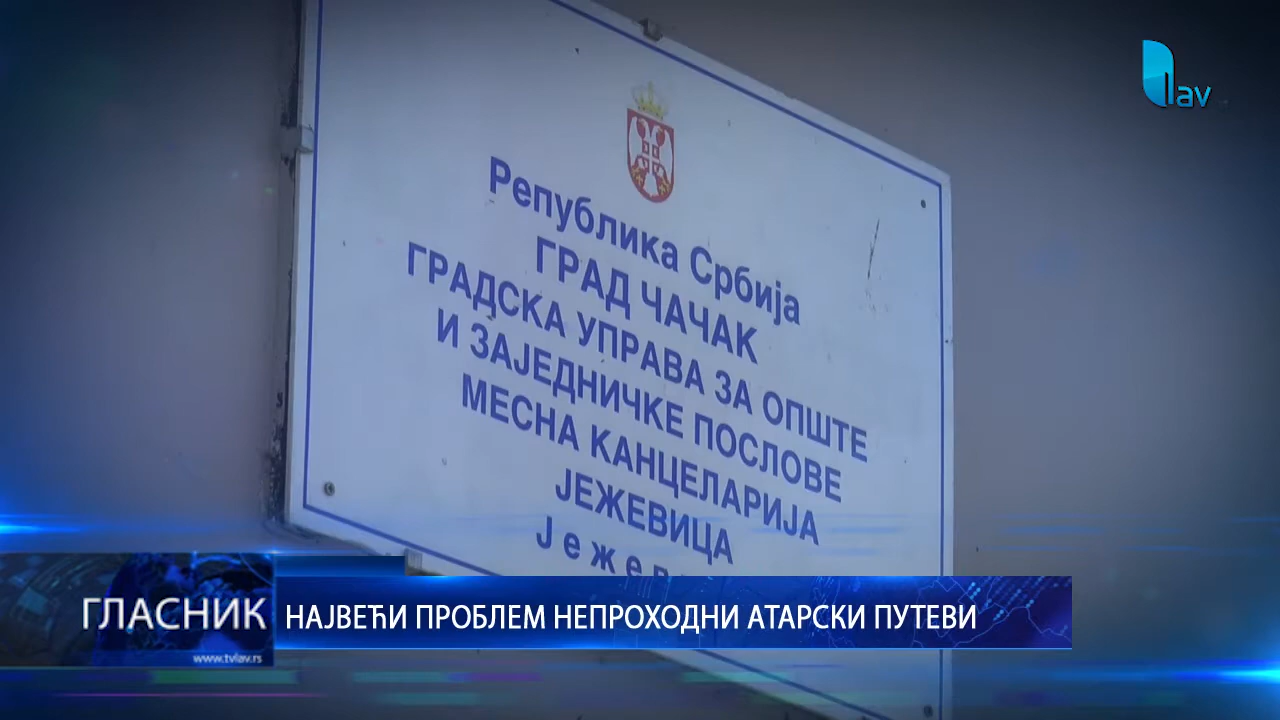 lav
Република Србија
ГРАД ЧАЧАК
ГРАДСКА УПРАВА ЗА ОПШТЕ
И ЗАЈЕДНИЧКЕ ПОСЛОВЕ
МЕСНА КАНЦЕЛАРИЈА
ЈЕЖЕВИЦА
ГЛАСНИК
www.tvlav.rs
НАЈВЕЋИ ПРОБЛЕМ НЕПРОХОДНИ АТАРСКИ ПУТЕВИ